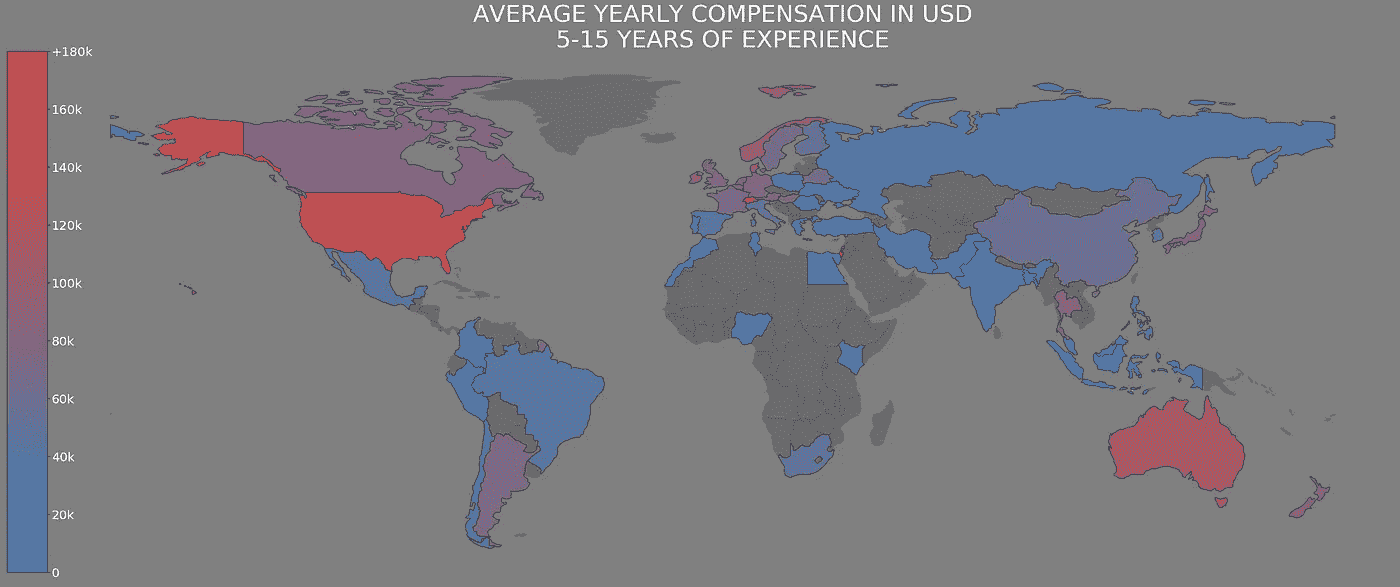 AVERAGE YEARLY COMPENSATION IN USD
5-15 YEARS OF EXPERIENCE
+180k
160k
140k
120k
100k
80k
60k
40k
20k
0